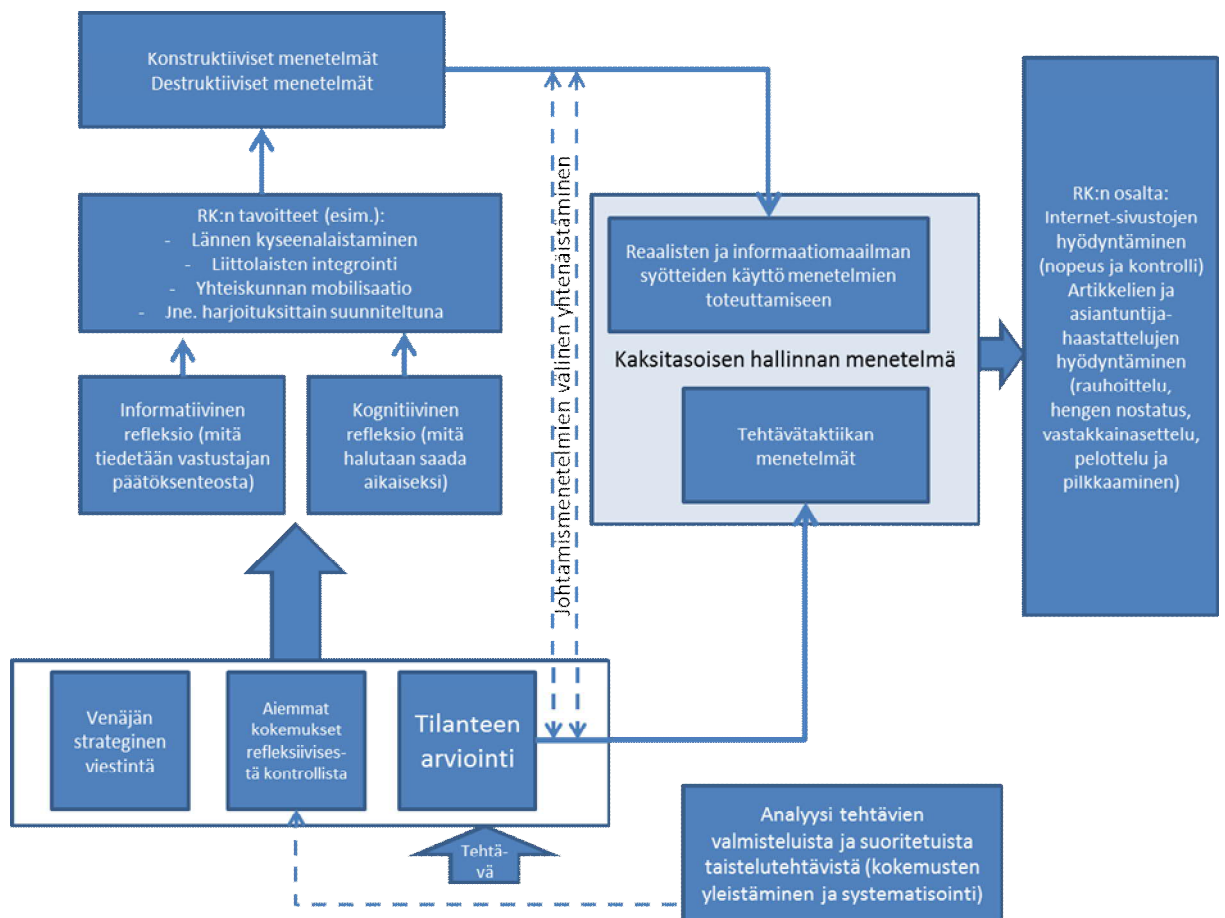 Konstruktiiviset menetelmät
Destruktiiviset menetelmät
RK:n tavoitteet (esim.):
- Lännen kyseenalaistaminen
- Liittolaisten integrointi
- Yhteiskunnan mobilisaatio
- Jne. harjoituksittain suunniteltuna
Informatiivinen
refleksio (mitä
tiedetään vastustajan
päätöksenteosta)
Kognitiivinen
refleksio (mitä
halutaan saada
aikaiseksi)
Venäjän
strateginen
viestintä
Aiemmat
kokemukset
refleksiivises-
tä kontrollista
Tilanteen
arviointi
Tehtä-
vä
Johtamismenetelmien välinen yhtenäistäminen
Reaalisten ja informaatiomaailman
syötteiden käyttö menetelmien
toteuttamiseen
Kaksitasoisen hallinnan menetelmä
Tehtävätaktiikan
menetelmät
Analyysi tehtävien
valmisteluista ja suoritetuista
taistelutehtävistä (kokemusten
yleistäminen ja systematisointi)
RK:n osalta:
Internet-sivustojen
hyödyntäminen
(nopeus ja kontrolli)
Artikkelien ja
asiantuntija-
haastattelujen
hyödyntäminen
(rauhoittelu,
hengen nostatus,
vastakkainasettelu,
pelottelu ja
pilkkaaminen)